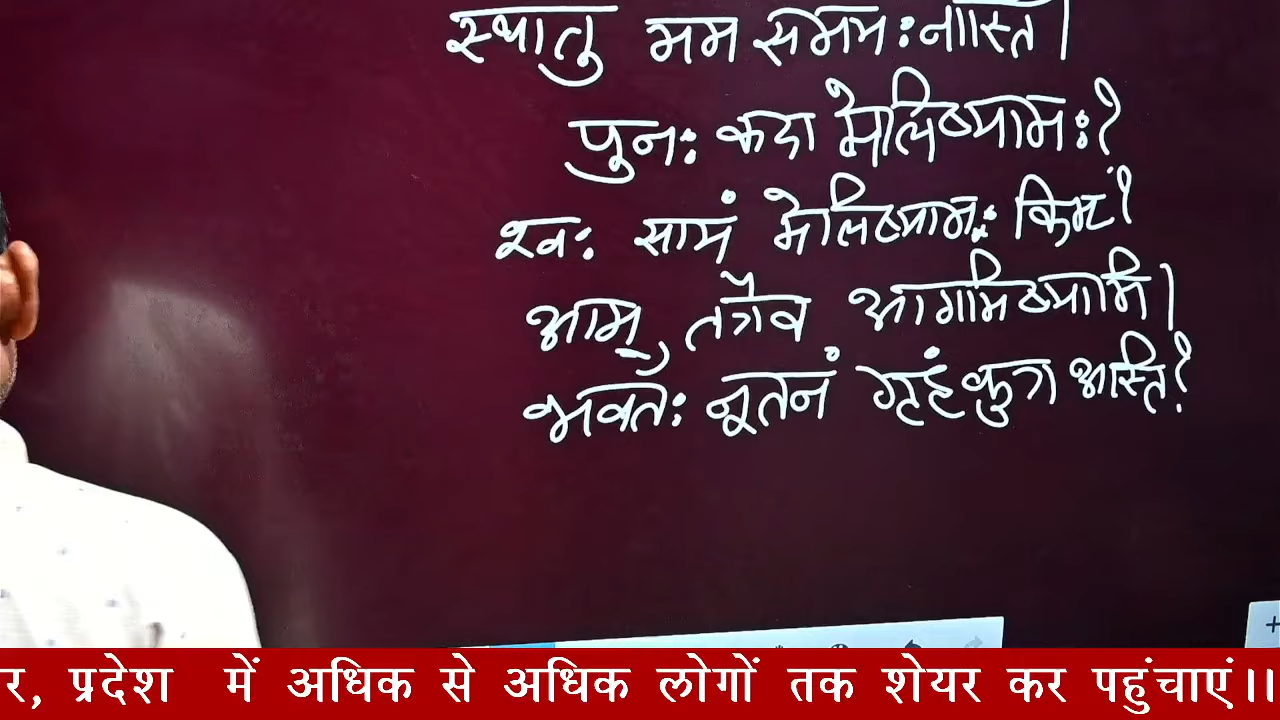 स्थातु मम समयः नास्ति।
पुनः कदा मेलिष्यामः?
श्वः सायं मेलिष्यामः किम्?
आम्, तत्रैव आगमिष्यामि।
भवतः नूतनं गृहं कुत्र अस्ति?
र, प्रदेश में अधिक से अधिक लोगों तक शेयर कर पहुंचाएं।।